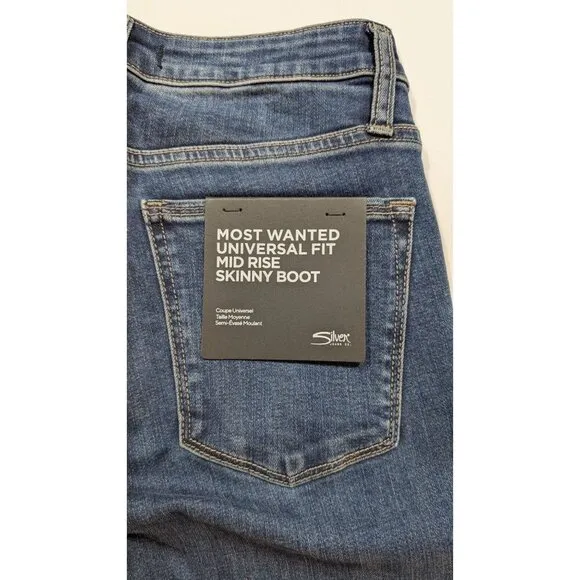 MOST WANTED
UNIVERSAL FIT
MID RISE
SKINNY BOOT
Coupe Universel
Taille Moyenne
Semi-Évasé Moulant
Silver
JEANS CO.